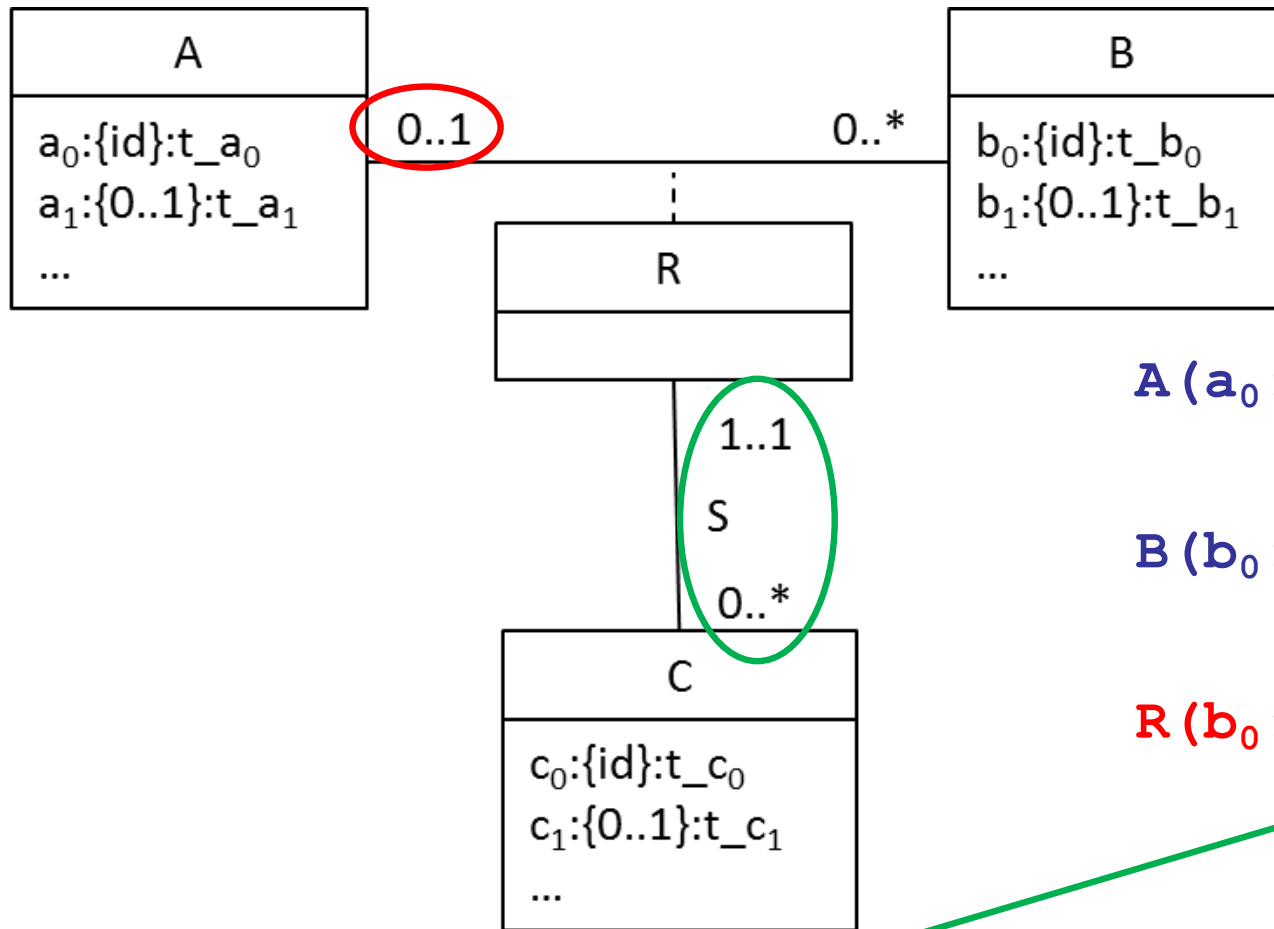 A
a₀:{id}:t_a₀
a₁:{0..1}:t_a₁
...
0..1
0..*
B
b₀:{id}:t_b₀
b₁:{0..1}:t_b₁
...
R
A(a₀
1..1
S
B(b₀
0..*
C
c₀:{id}:t_c₀
c₁:{0..1}:t_c₁
...
R(b₀